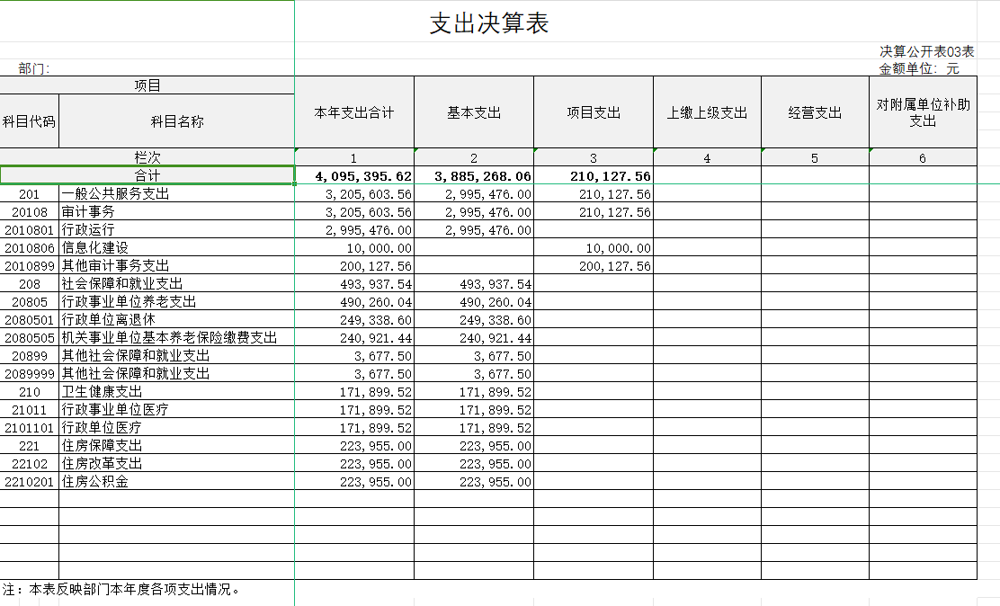 支出决算表
决算公开表03表
部门： 金额单位：元
项目 本年支出合计 基本支出 项目支出 上缴上级支出 经营支出 对附属单位补助支出
科目代码 科目名称
栏次 1 2 3 4 5 6
合计 4,095,395.62 3,885,268.06 210,127.56
201 一般公共服务支出 3,205,603.56 2,995,476.00 210,127.56
20108 审计事务 3,205,603.56 2,995,476.00 210,127.56
2010801 行政运行 2,995,476.00 2,995,476.00
2010806 信息化建设 10,000.00 10,000.00
2010899 其他审计事务支出 200,127.56 200,127.56
208 社会保障和就业支出 493,937.54 493,937.54
20805 行政事业单位养老支出 490,260.04 490,260.04
2080501 行政单位离退休 249,338.60 249,338.60
2080505 机关事业单位基本养老保险缴费支出 240,921.44 240,921.44
20899 其他社会保障和就业支出 3,677.50 3,677.50
2089999 其他社会保障和就业支出 3,677.50 3,677.50
210 卫生健康支出 171,899.52 171,899.52
21011 行政事业单位医疗 171,899.52 171,899.52
2101101 行政单位医疗 171,899.52 171,899.52
221 住房保障支出 223,955.00 223,955.00
22102 住房改革支出 223,955.00 223,955.00
2210201 住房公积金 223,955.00 223,955.00
注：本表反映部门本年度各项支出情况。